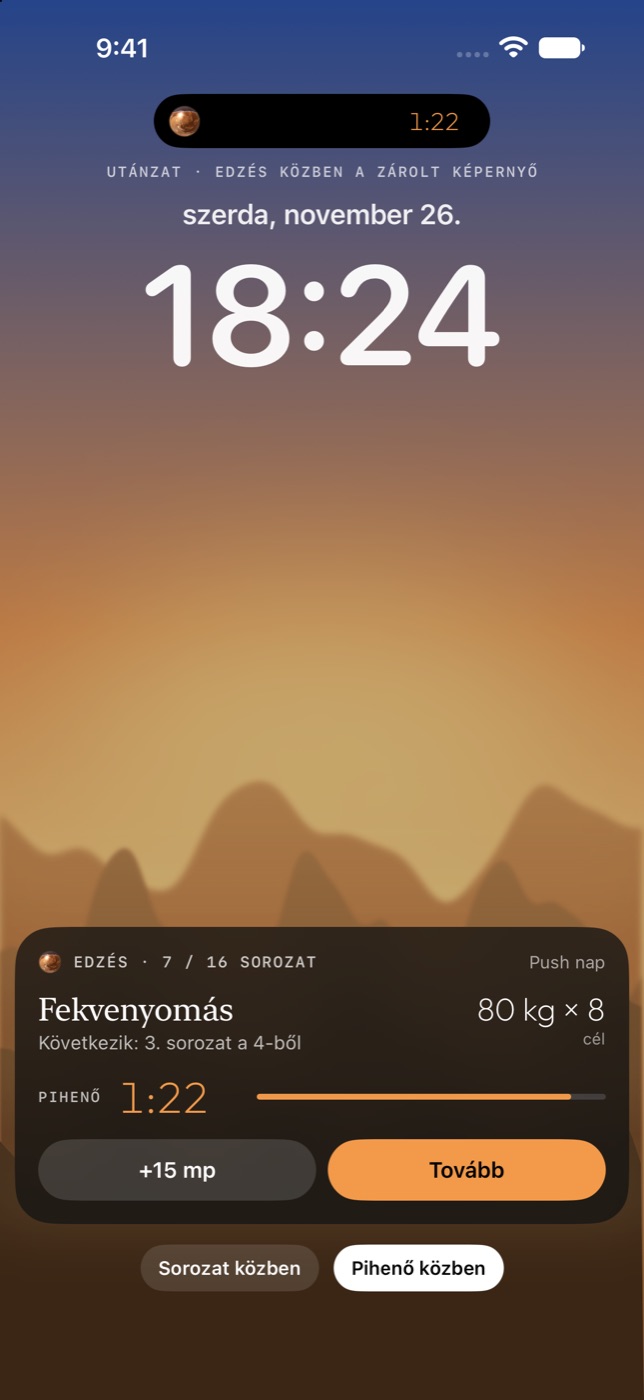 9:41
1:22
UTÁNZAT · EDZÉS KÖZBEN A ZÁROLT KÉPERNYŐ
szerda, november 26.
18:24
EDZÉS · 7 / 16 SOROZAT
Push nap
Fekvenyomás
80 kg × 8
Következik: 3. sorozat a 4-ből
cél
PIHENŐ 1:22
+15 mp
Tovább
Sorozat közben
Pihenő közben